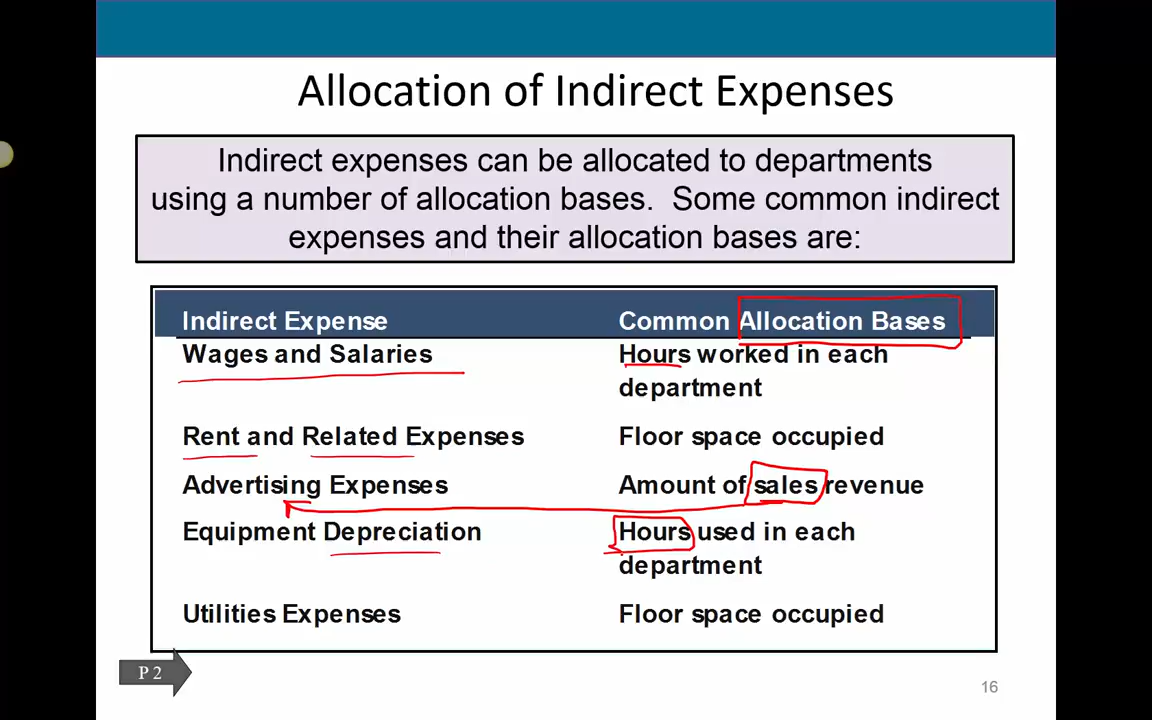 Allocation of Indirect Expenses
Indirect expenses can be allocated to departments
using a number of allocation bases.  Some common indirect
expenses and their allocation bases are:
Indirect Expense Common Allocation Bases
Wages and Salaries Hours worked in each
department
Rent and Related Expenses Floor space occupied
Advertising Expenses Amount of sales revenue
Equipment Depreciation Hours used in each
department
Utilities Expenses Floor space occupied
P 2
16